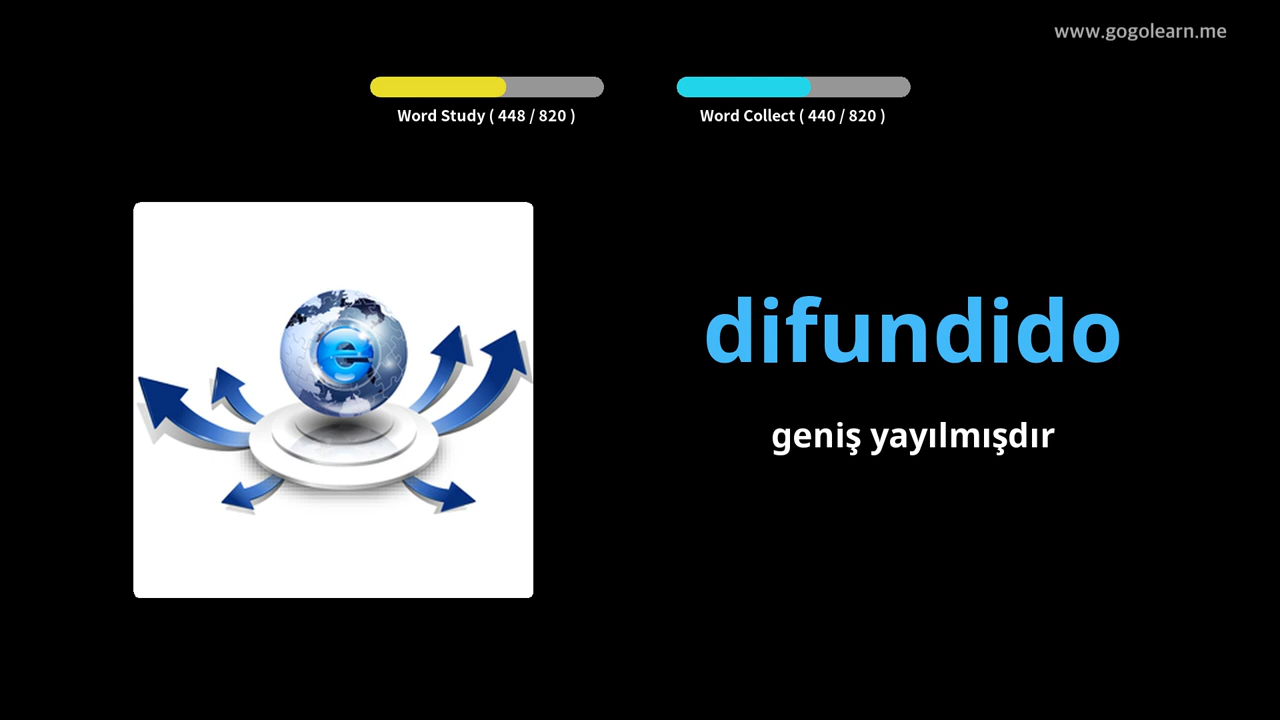 www.gogolearn.me
Word Study ( 448 / 820 )
Word Collect ( 440 / 820 )
e
difundido
geniş yayılmışdır